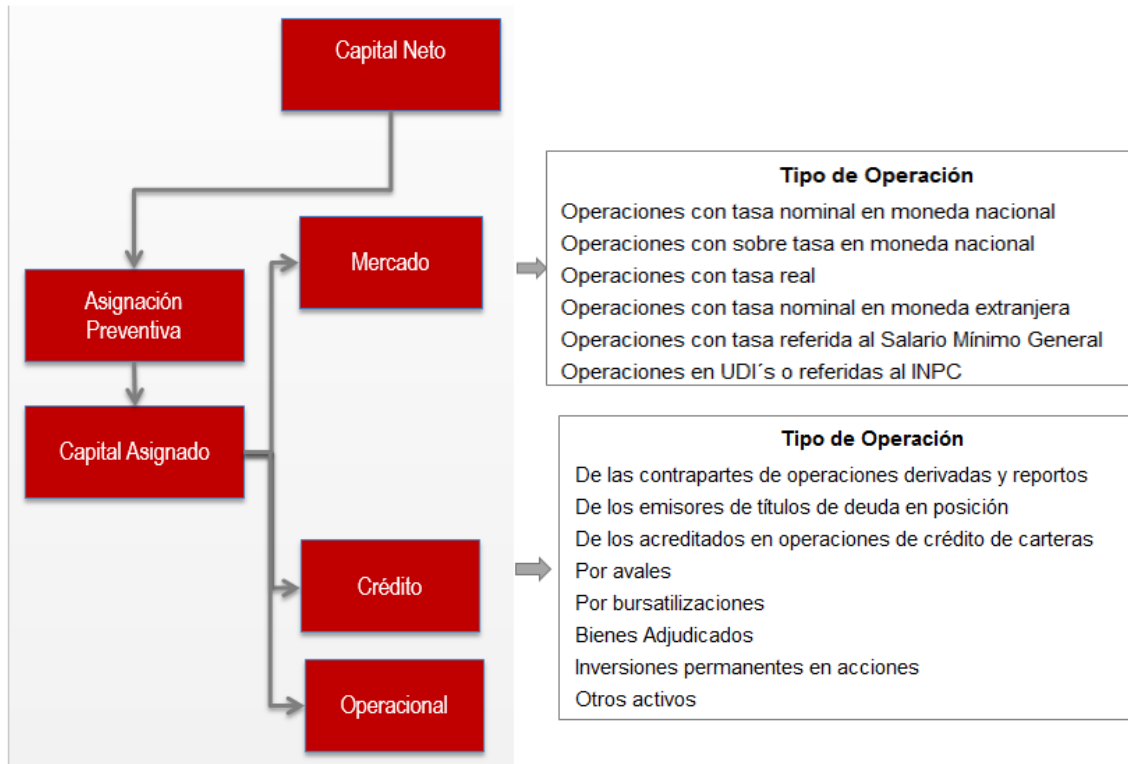 Capital Neto
Asignación
Preventiva
Capital Asignado
Mercado
Crédito
Operacional
Tipo de Operación
Operaciones con tasa nominal en moneda nacional
Operaciones con sobre tasa en moneda nacional
Operaciones con tasa real
Operaciones con tasa nominal en moneda extranjera
Operaciones con tasa referida al Salario Mínimo General
Operaciones en UDI´s o referidas al INPC
Tipo de Operación
De las contrapartes de operaciones derivadas y reportos
De los emisores de títulos de deuda en posición
De los acreditados en operaciones de crédito de carteras
Por avales
Por bursatilizaciones
Bienes Adjudicados
Inversiones permanentes en acciones
Otros activos